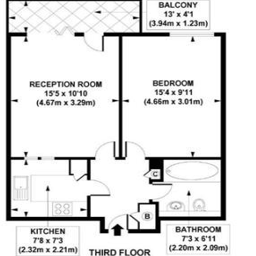 BALCONY
13' x 4'1
(3.94m x 1.23m)
RECEPTION ROOM
15'5 x 10'10
(4.67m x 3.29m)
BEDROOM
15'4 x 9'11
(4.66m x 3.01m)
C
B
KITCHEN
7'8 x 7'3
(2.32m x 2.21m)
BATHROOM
7'3 x 6'11
(2.20m x 2.09m)
THIRD FLOOR